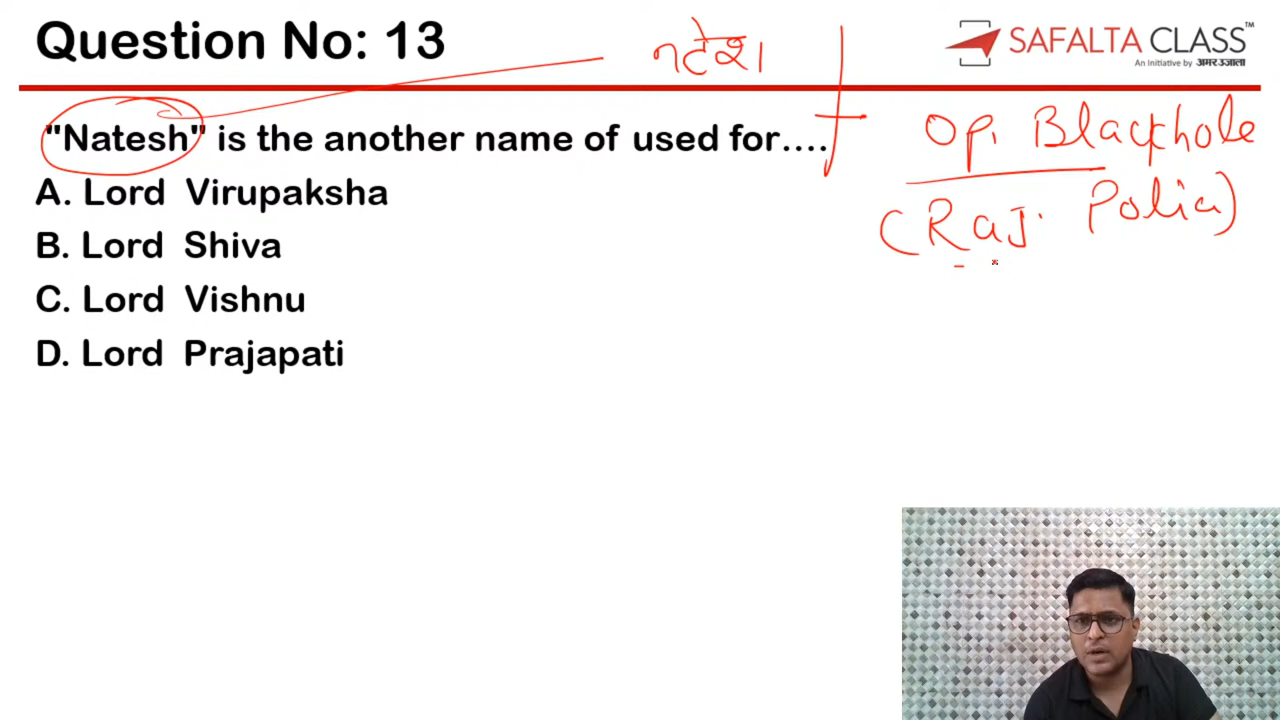 Question No: 13
नटेश।
SAFALTA CLASS™
An Initiative by अमर उजाला
"Natesh" is the another name of used for....
Op. Blackhole
A. Lord Virupaksha
(Raj. Police)
B. Lord Shiva
C. Lord Vishnu
D. Lord Prajapati